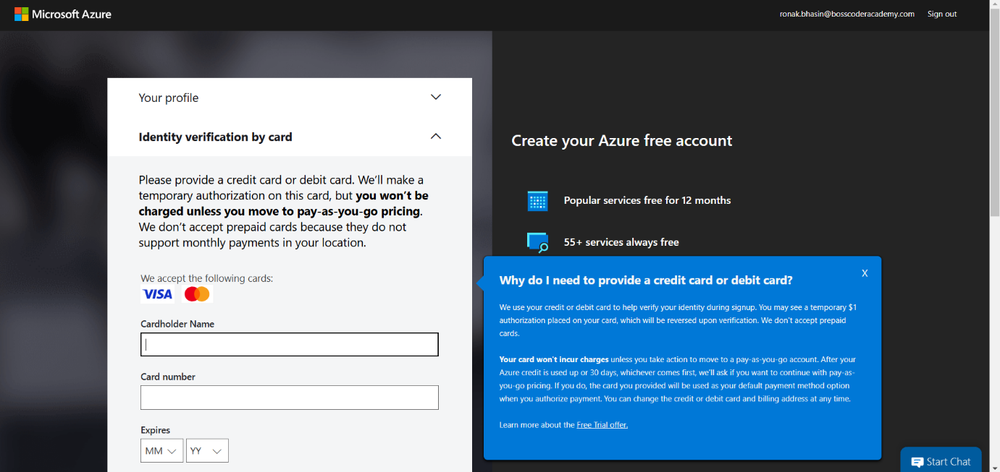 Microsoft Azure
ronak.bhasin@bosscoderacademy.com Sign out
Your profile
Identity verification by card
Please provide a credit card or debit card. We’ll make a
temporary authorization on this card, but you won’t be
charged unless you move to pay-as-you-go pricing.
We don’t accept prepaid cards because they do not
support monthly payments in your location.
We accept the following cards:
VISA
Cardholder Name
Card number
Expires
MM YY
Create your Azure free account
Popular services free for 12 months
55+ services always free
Why do I need to provide a credit card or debit card? X
We use your credit or debit card to help verify your identity during signup. You may see a temporary $1
authorization placed on your card, which will be reversed upon verification. We don't accept prepaid
cards.
Your card won't incur charges unless you take action to move to a pay-as-you-go account. After your
Azure credit is used up or 30 days, whichever comes first, we'll ask if you want to continue with pay-as-
you-go pricing. If you do, the card you provided will be used as your default payment method option
when you authorize payment. You can change the credit or debit card and billing address at any time.
Learn more about the Free Trial offer.
Start Chat